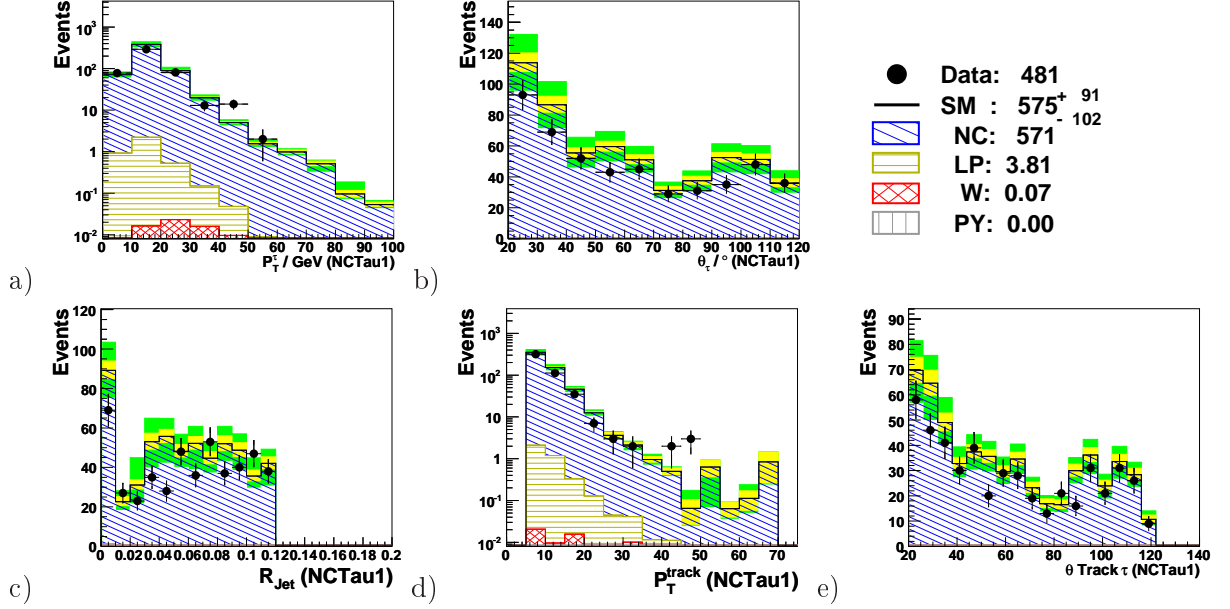 Events
10³
10²
10
1
10⁻¹
10⁻²
0 10 20 30 40 50 60 70 80 90 100
P_T^τ / GeV (NCTau1)
a)
Events
140
120
100
80
60
40
20
0
20 30 40 50 60 70 80 90 100 110 120
θ_τ / ° (NCTau1)
b)
Data: 481
SM : 575 + 91 - 102
NC: 571
LP: 3.81
W: 0.07
PY: 0.00
Events
120
100
80
60
40
20
0
0 0.02 0.04 0.06 0.08 0.1 0.12 0.14 0.16 0.18 0.2
R_Jet (NCTau1)
c)
Events
10³
10²
10
1
10⁻¹
10⁻²
0 10 20 30 40 50 60 70
P_T^track (NCTau1)
d)
Events
90
80
70
60
50
40
30
20
10
0
20 40 60 80 100 120 140
θ Track τ (NCTau1)
e)